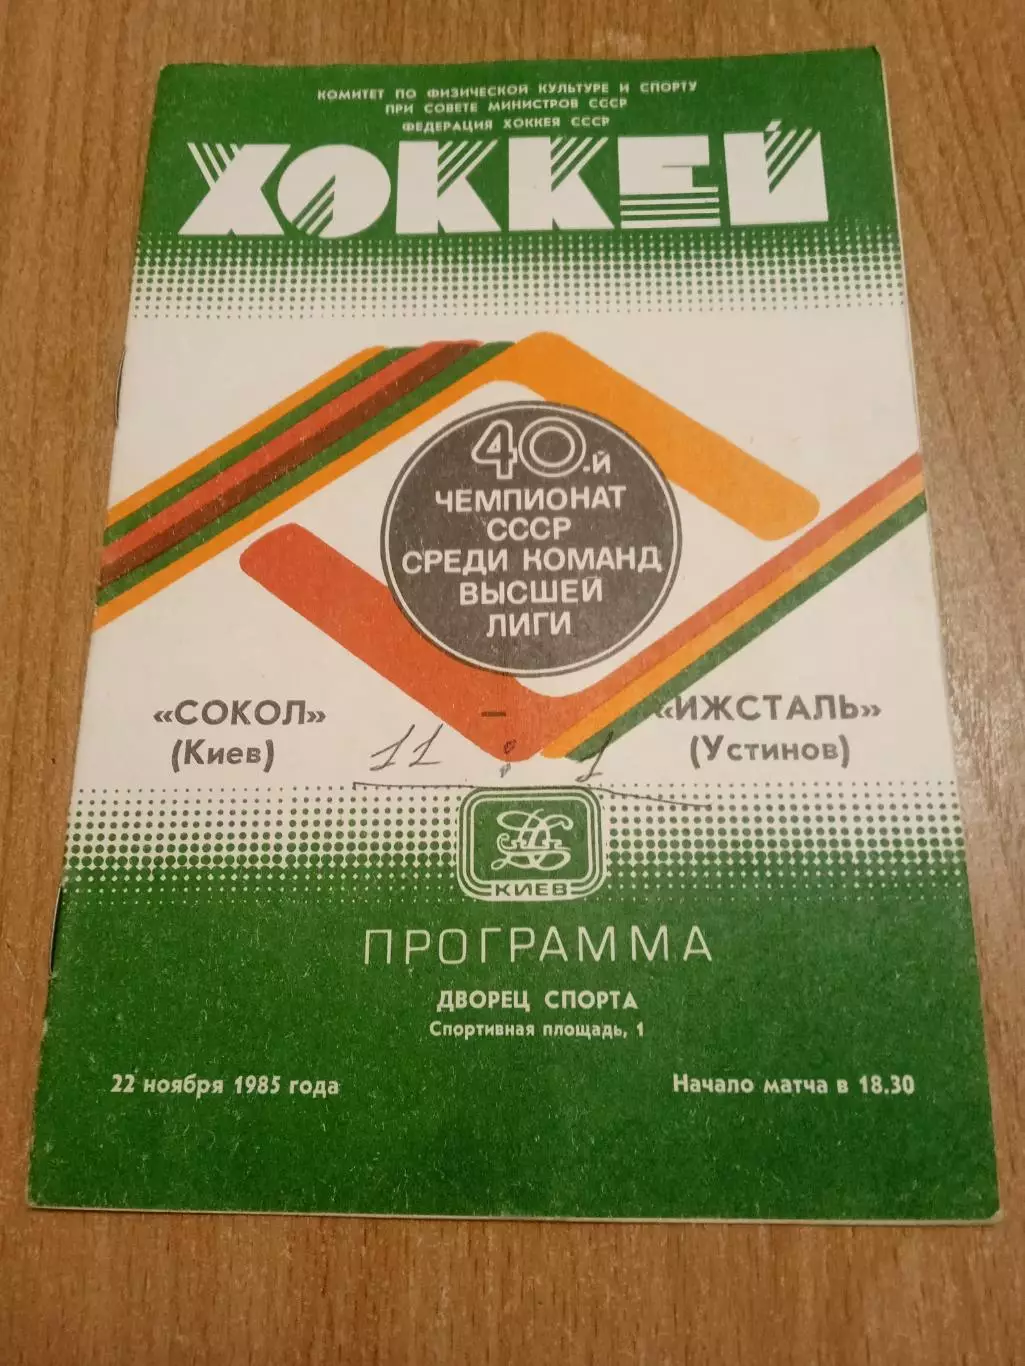 КОМИТЕТ ПО ФИЗИЧЕСКОЙ КУЛЬТУРЕ И СПОРТУ
ПРИ СОВЕТЕ МИНИСТРОВ СССР
ФЕДЕРАЦИЯ ХОККЕЯ СССР
ХОККЕЙ
40-й
ЧЕМПИОНАТ
СССР
СРЕДИ КОМАНД
ВЫСШЕЙ
ЛИГИ
«СОКОЛ» – «ИЖСТАЛЬ»
(Киев) (Устинов)
11 : 1
КИЕВ
ПРОГРАММА
ДВОРЕЦ СПОРТА
Спортивная площадь, 1
22 ноября 1985 года Начало матча в 18.30